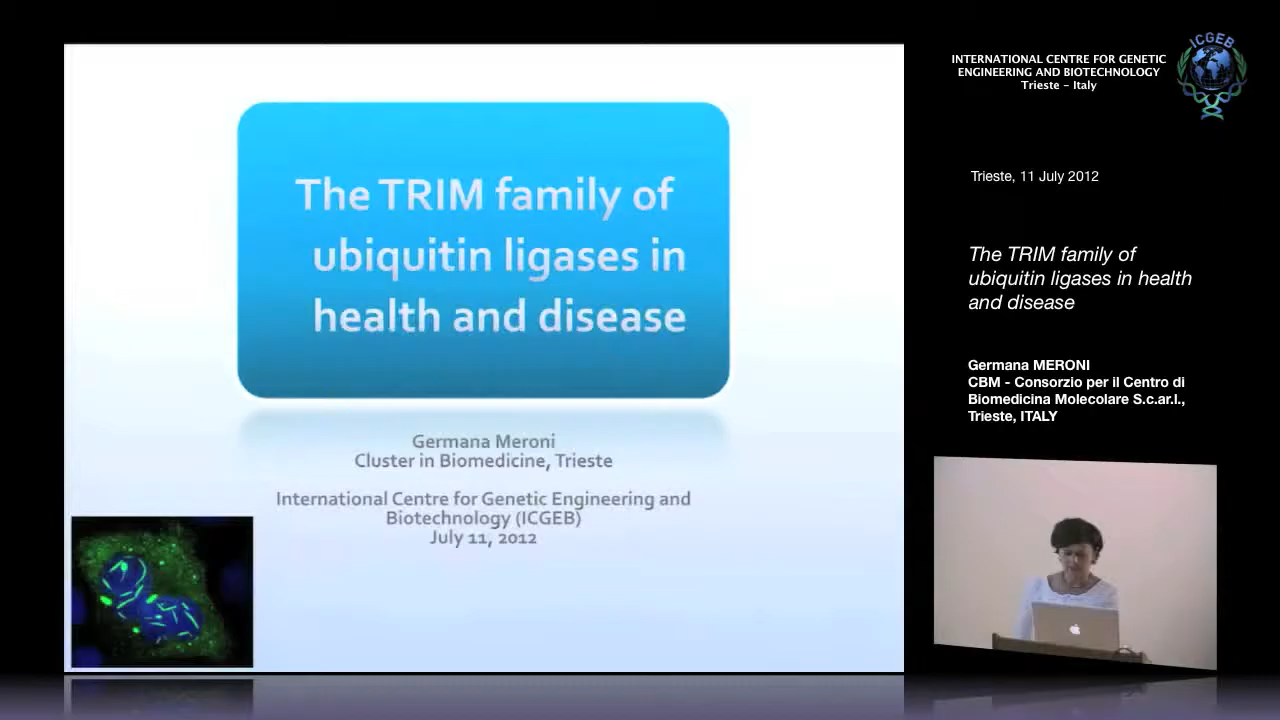 The TRIM family of
ubiquitin ligases in
health and disease
Germana Meroni
Cluster in Biomedicine, Trieste
International Centre for Genetic Engineering and
Biotechnology (ICGEB)
July 11, 2012
INTERNATIONAL CENTRE FOR GENETIC
ENGINEERING AND BIOTECHNOLOGY
Trieste - Italy
ICGEB
Trieste, 11 July 2012
The TRIM family of
ubiquitin ligases in health
and disease
Germana MERONI
CBM - Consorzio per il Centro di
Biomedicina Molecolare S.c.ar.l.,
Trieste, ITALY